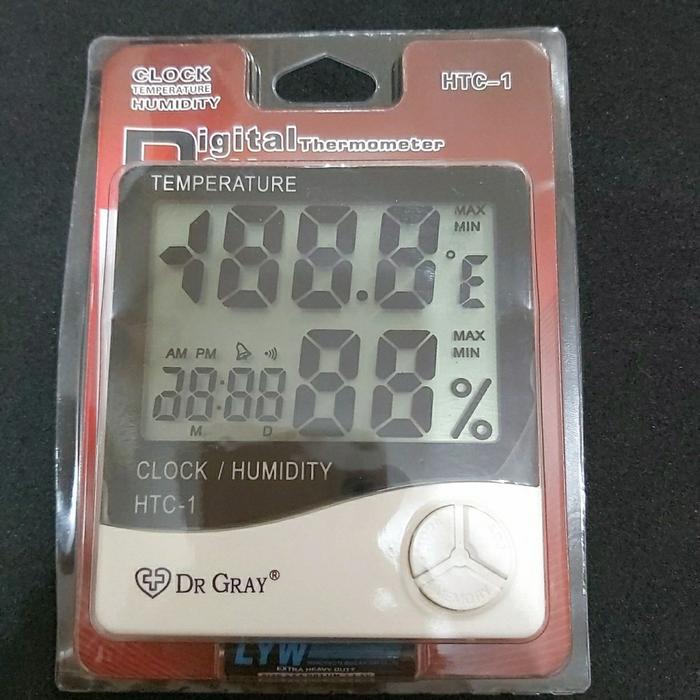 CLOCK
TEMPERATURE
HUMIDITY
HTC-1
Digital Thermometer
TEMPERATURE
MAX
MIN
188.8 °E
MAX
MIN
AM PM
28:88 88 %
M D
CLOCK / HUMIDITY
HTC-1
DR GRAY®
MEMORY
LYW
EXTRA HEAVY DUTY